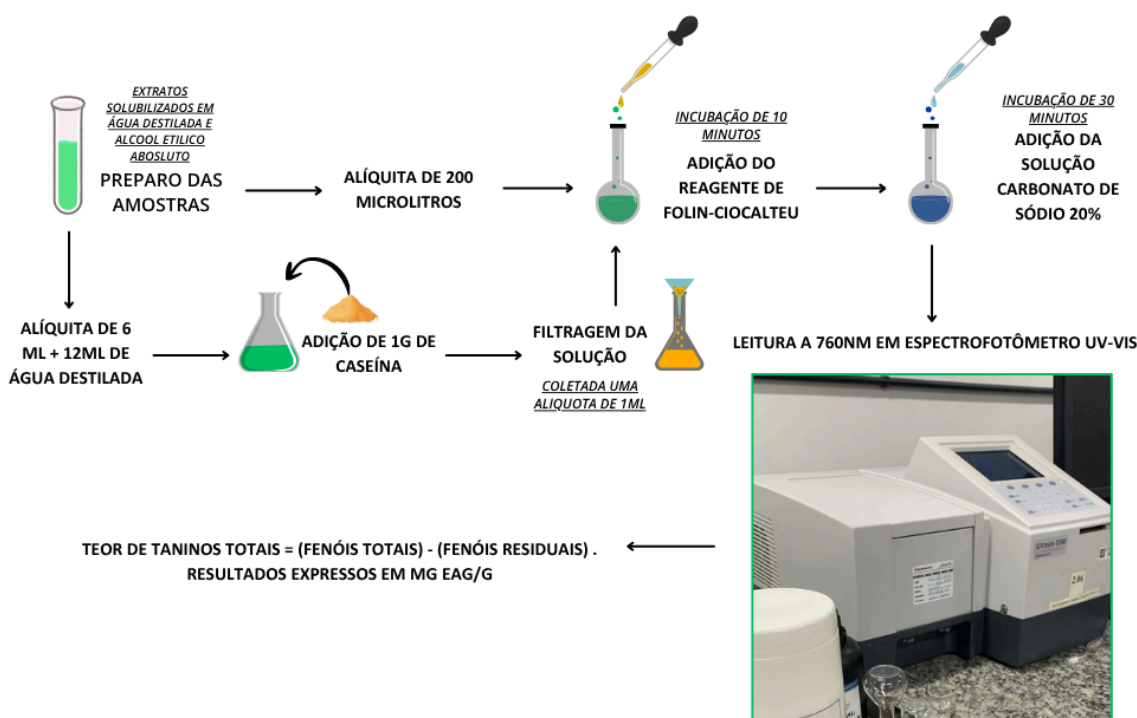 EXTRATOS
SOLUBILIZADOS EM
ÁGUA DESTILADA E
ALCOOL ETILICO
ABOSLUTO
PREPARO DAS
AMOSTRAS
ALÍQUITA DE 200
MICROLITROS
INCUBAÇÃO DE 10
MINUTOS
ADIÇÃO DO
REAGENTE DE
FOLIN-CIOCALTEU
INCUBAÇÃO DE 30
MINUTOS
ADIÇÃO DA
SOLUÇÃO
CARBONATO DE
SÓDIO 20%
ALÍQUITA DE 6
ML + 12ML DE
ÁGUA DESTILADA
ADIÇÃO DE 1G DE
CASEÍNA
FILTRAGEM DA
SOLUÇÃO
COLETADA UMA
ALIQUOTA DE 1ML
LEITURA A 760NM EM ESPECTROFOTÔMETRO UV-VIS
UVmini-1240
TEOR DE TANINOS TOTAIS = (FENÓIS TOTAIS) - (FENÓIS RESIDUAIS) .
RESULTADOS EXPRESSOS EM MG EAG/G